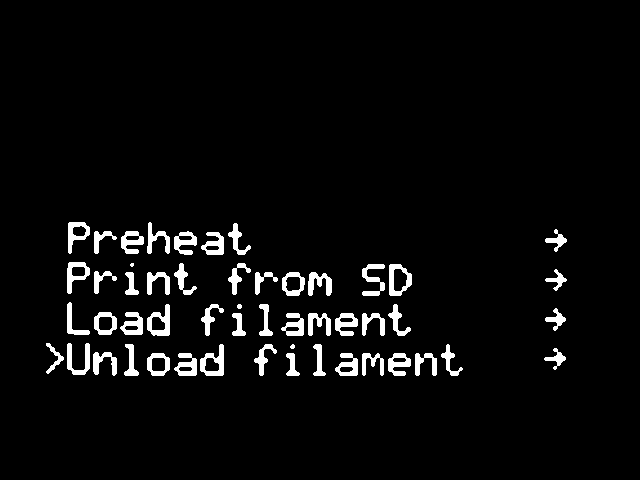 Preheat →
Print from SD →
Load filament →
>Unload filament →